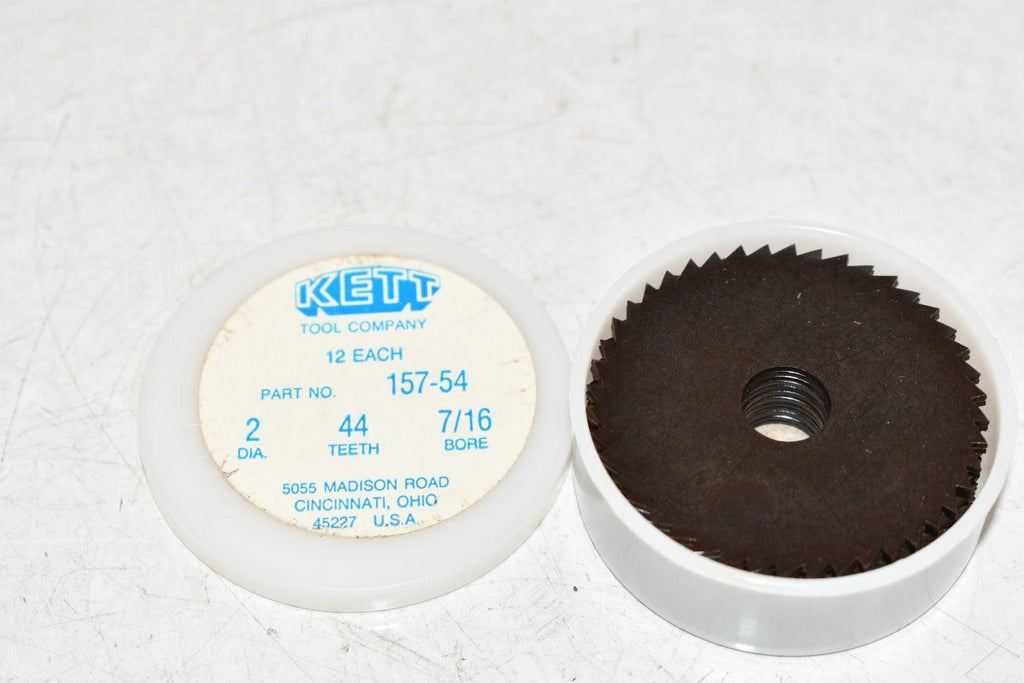 KETT
TOOL COMPANY
12 EACH
PART NO. 157-54
2 44 7/16
DIA. TEETH BORE
5055 MADISON ROAD
CINCINNATI, OHIO
45227 U.S.A.